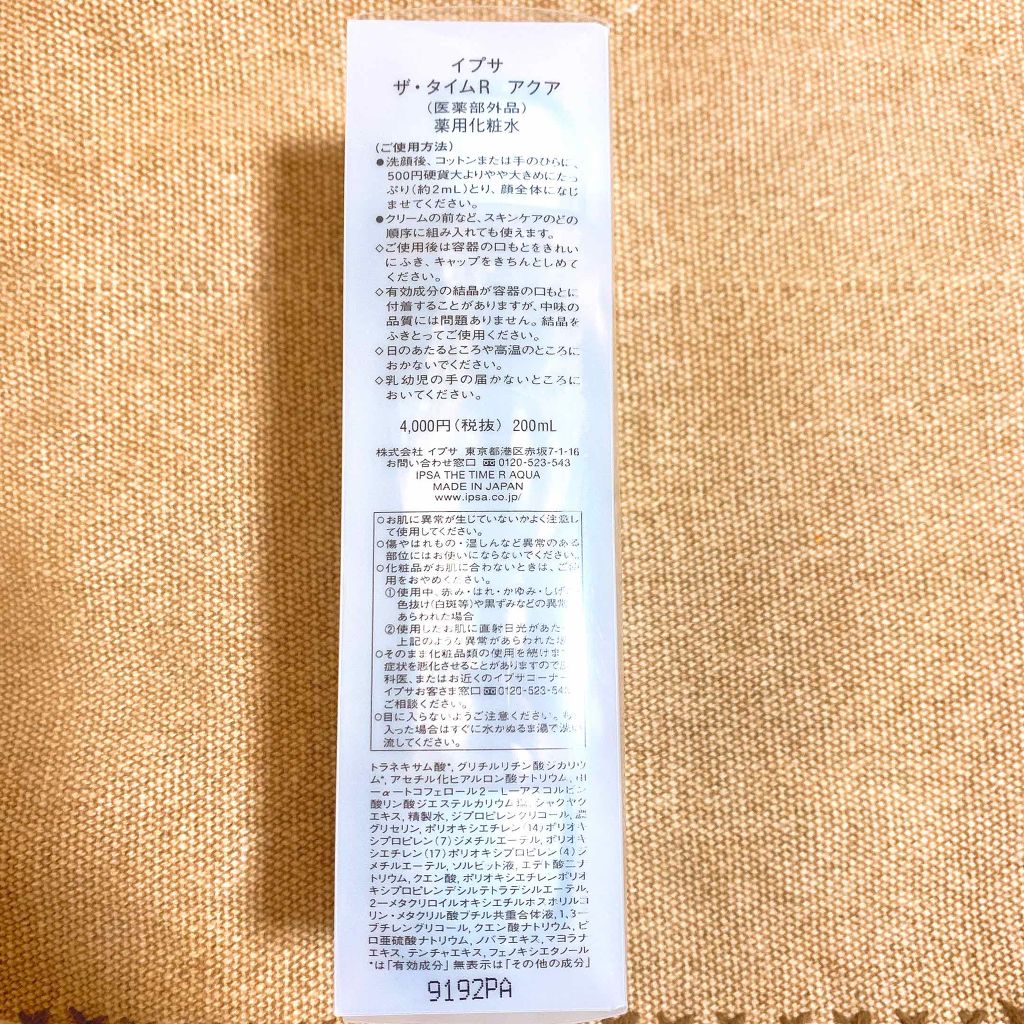 イプサ
ザ・タイムR アクア
（医薬部外品）
薬用化粧水
（ご使用方法）
●洗顔後、コットンまたは手のひらに、
500円硬貨大よりやや大きめにたっ
ぷり（約2mL）とり、顔全体になじ
ませてください。
●クリームの前など、スキンケアのどの
順序に組み入れても使えます。
◇ご使用後は容器の口もとをきれい
にふき、キャップをきちんとしめて
ください。
◇有効成分の結晶が容器の口もとに
付着することがありますが、中味の
品質には問題ありません。結晶を
ふきとってご使用ください。
◇日のあたるところや高温のところに
おかないでください。
◇乳幼児の手の届かないところに
おいてください。
4,000円（税抜） 200mL
株式会社 イプサ 東京都港区赤坂7-1-16
お問い合わせ窓口 0120-523-543
IPSA THE TIME R AQUA
MADE IN JAPAN
www.ipsa.co.jp/
○お肌に異常が生じていないかよく注意し
て使用してください。
○傷やはれもの・湿しんなど異常のある
部位にはお使いにならないでください。
○化粧品がお肌に合わないときは、ご使
用をおやめください。
①使用中、赤み・はれ・かゆみ・しげ
色抜け（白斑等）や黒ずみなどの異常
あらわれた場合
②使用したお肌に直射日光があた
上記のような異常があらわれた場
○そのまま化粧品類の使用を続けま
症状を悪化させることがありますので
科医、またはお近くのイプサコーナー
イプサお客さま窓口 0120-523-54
ご相談ください。
○目に入らないようご注意ください。
入った場合はすぐに水かぬるま湯で洗い
流してください。
トラネキサム酸*, グリチルリチン酸ジカリウ
ム*, アセチル化ヒアルロン酸ナトリウム, dl
ーα－トコフェロール2－L－アスコルビン
酸リン酸ジエステルカリウム塩, シャクヤク
エキス, 精製水, ジプロピレングリコール, 濃
グリセリン, ポリオキシエチレン（14）ポリオキ
シプロピレン（7）ジメチルエーテル, ポリオキ
シエチレン（17）ポリオキシプロピレン（4）ジ
メチルエーテル, ソルビット液, エデト酸二ナ
トリウム, クエン酸, ポリオキシエチレンポリオ
キシプロピレンデシルテトラデシルエーテル,
2－メタクリロイルオキシエチルホスホリルコ
リン・メタクリル酸ブチル共重合体液, 1,3－
ブチレングリコール, クエン酸ナトリウム, ピ
ロ亜硫酸ナトリウム, ノバラエキス, マヨラナ
エキス, テンチャエキス, フェノキシエタノール
*は「有効成分」無表示は「その他の成分」
9192PA